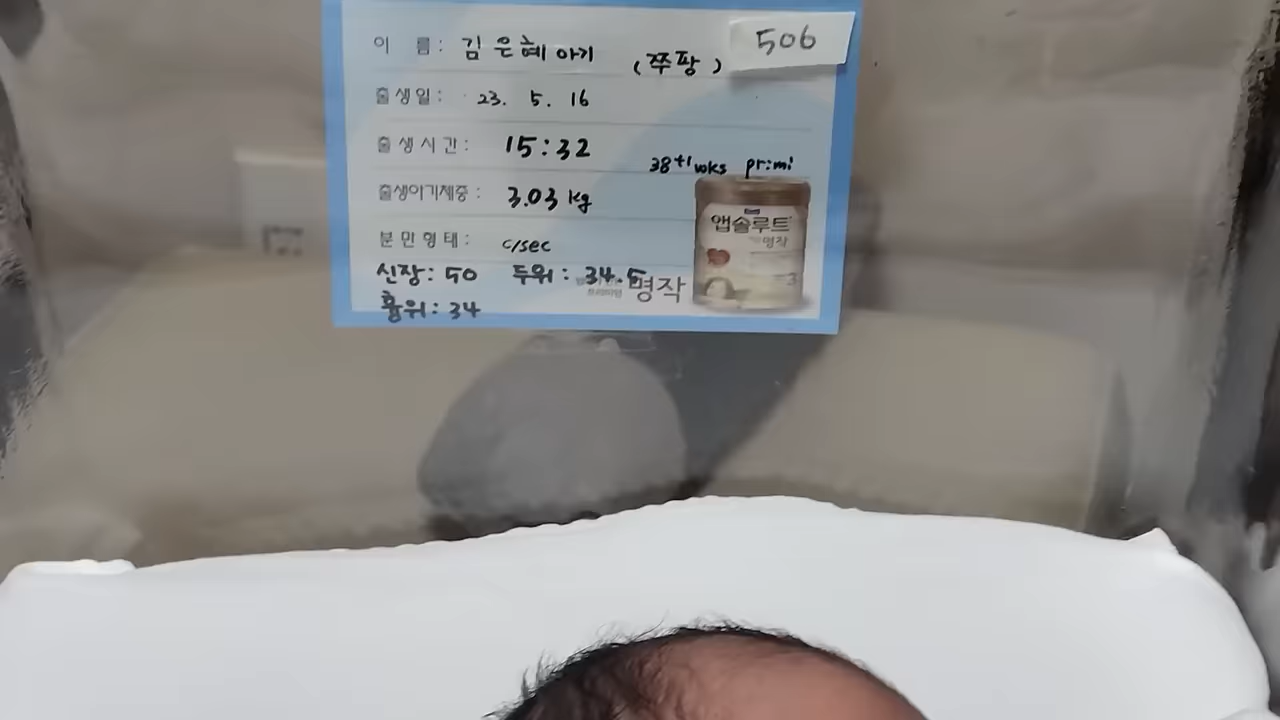 이 름: 김은혜 아기 (쭈팡) 506
출생일: 23. 5. 16
출생시간: 15:32
38+1wks primi
출생아기체중: 3.03 kg
분만형태: c/sec
앱솔루트
명작
신장: 50 두위: 34.5
명작
흉위: 34